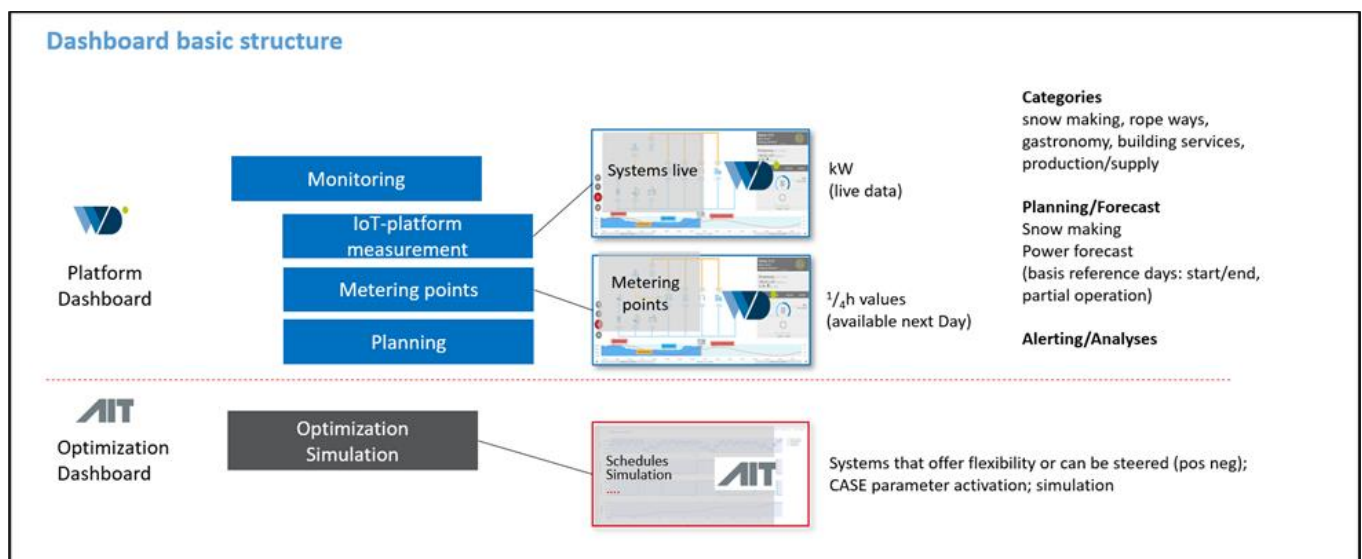 Dashboard basic structure
Monitoring
IoT-platform
measurement
Metering points
Planning
Platform
Dashboard
Systems live
kW
(live data)
Metering
points
1/4h values
(available next Day)
Categories
snow making, rope ways,
gastronomy, building services,
production/supply
Planning/Forecast
Snow making
Power forecast
(basis reference days: start/end,
partial operation)
Alerting/Analyses
AIT
Optimization
Dashboard
Optimization
Simulation
Schedules
Simulation
....
AIT
Systems that offer flexibility or can be steered (pos neg);
CASE parameter activation; simulation